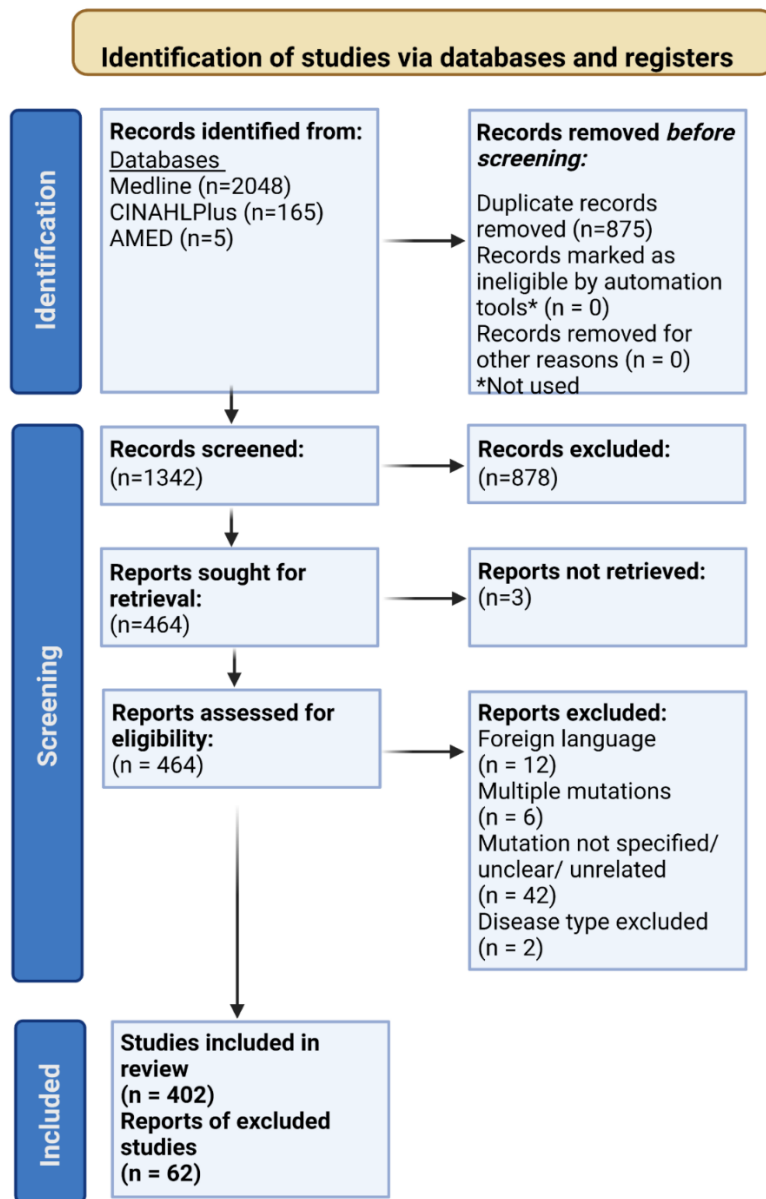 Identification of studies via databases and registers
Identification
Records identified from:
Databases
Medline (n=2048)
CINAHLPlus (n=165)
AMED (n=5)
Records removed before
screening:
Duplicate records
removed (n=875)
Records marked as
ineligible by automation
tools* (n = 0)
Records removed for
other reasons (n = 0)
*Not used
Screening
Records screened:
(n=1342)
Records excluded:
(n=878)
Reports sought for
retrieval:
(n=464)
Reports not retrieved:
(n=3)
Reports assessed for
eligibility:
(n = 464)
Reports excluded:
Foreign language
(n = 12)
Multiple mutations
(n = 6)
Mutation not specified/
unclear/ unrelated
(n = 42)
Disease type excluded
(n = 2)
Included
Studies included in
review
(n = 402)
Reports of excluded
studies
(n = 62)